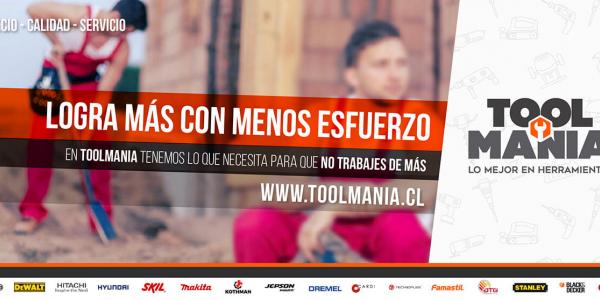 CIO - CALIDAD - SERVICIO
LOGRA MÁS CON MENOS ESFUERZO
EN TOOLMANIA TENEMOS LO QUE NECESITA PARA QUE NO TRABAJES DE MÁS
WWW.TOOLMANIA.CL
TOOL
MANIA
LO MEJOR EN HERRAMIENT
DEWALT
HITACHI
HYUNDAI
SKIL
makita
KOTHMAN
JEPSON
DREMEL
CARDI
Famastil
DTG
STANLEY
BLACK+
DECKER